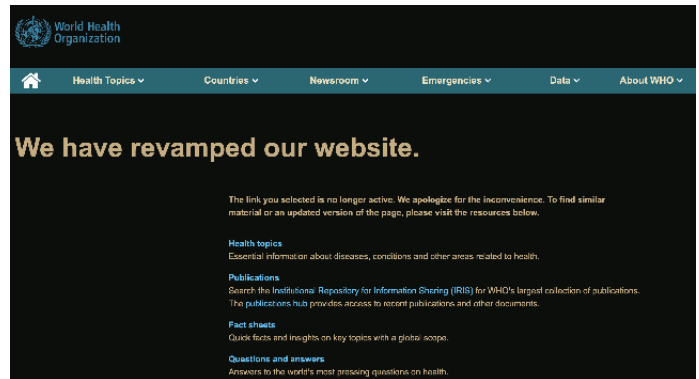 World Health
Organization
Health Topics
Countries
Newsroom
Emergencies
Data
About WHO
We have revamped our website.
The link you selected is no longer active. We apologize for the inconvenience. To find similar
material or an updated version of the page, please visit the resources below.
Health topics
Essential information about diseases, conditions and other areas related to health.
Publications
Search the Institutional Repository for Information Sharing (IRIS) for WHO's largest collection of publications.
The publications hub provides access to recent publications and other documents.
Fact sheets
Quick facts and insights on key topics with a global scope.
Questions and answers
Answers to the world's most pressing questions on health.